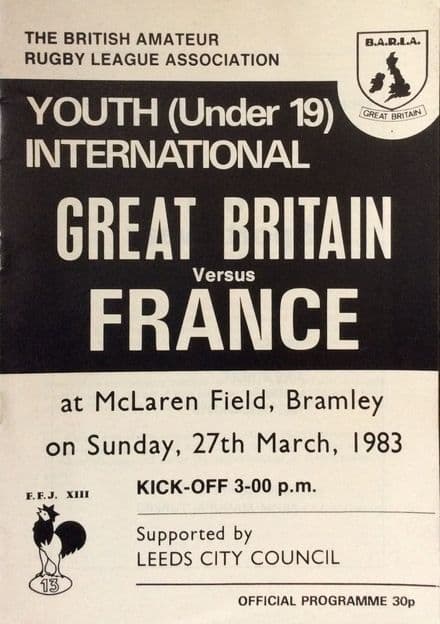 THE BRITISH AMATEUR
RUGBY LEAGUE ASSOCIATION
B.A.R.L.A.
GREAT BRITAIN
YOUTH (Under 19)
INTERNATIONAL
GREAT BRITAIN
Versus
FRANCE
at McLaren Field, Bramley
on Sunday, 27th March, 1983
F.F.J. XIII
13
KICK-OFF 3-00 p.m.
Supported by
LEEDS CITY COUNCIL
OFFICIAL PROGRAMME 30p